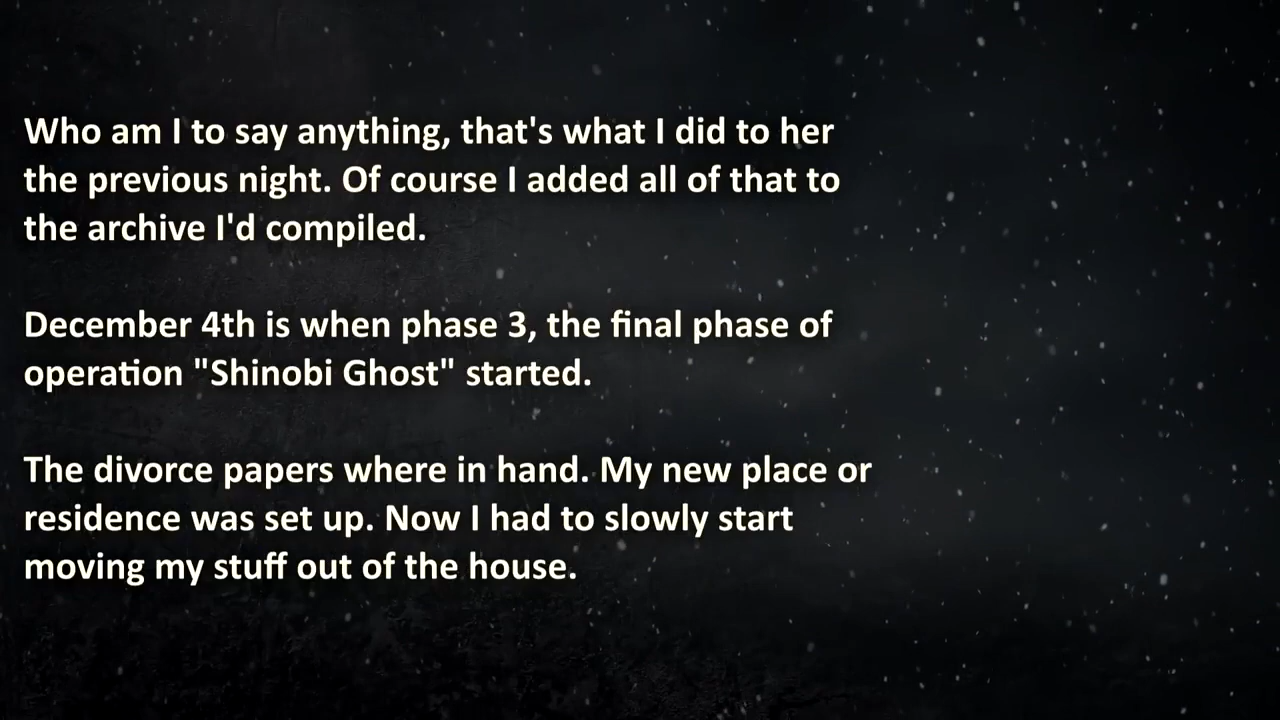 Who am I to say anything, that's what I did to her
the previous night. Of course I added all of that to
the archive I'd compiled.
December 4th is when phase 3, the final phase of
operation "Shinobi Ghost" started.
The divorce papers where in hand. My new place or
residence was set up. Now I had to slowly start
moving my stuff out of the house.